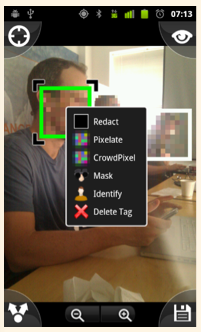 07:13
Redact
Pixelate
CrowdPixel
Mask
Identify
Delete Tag